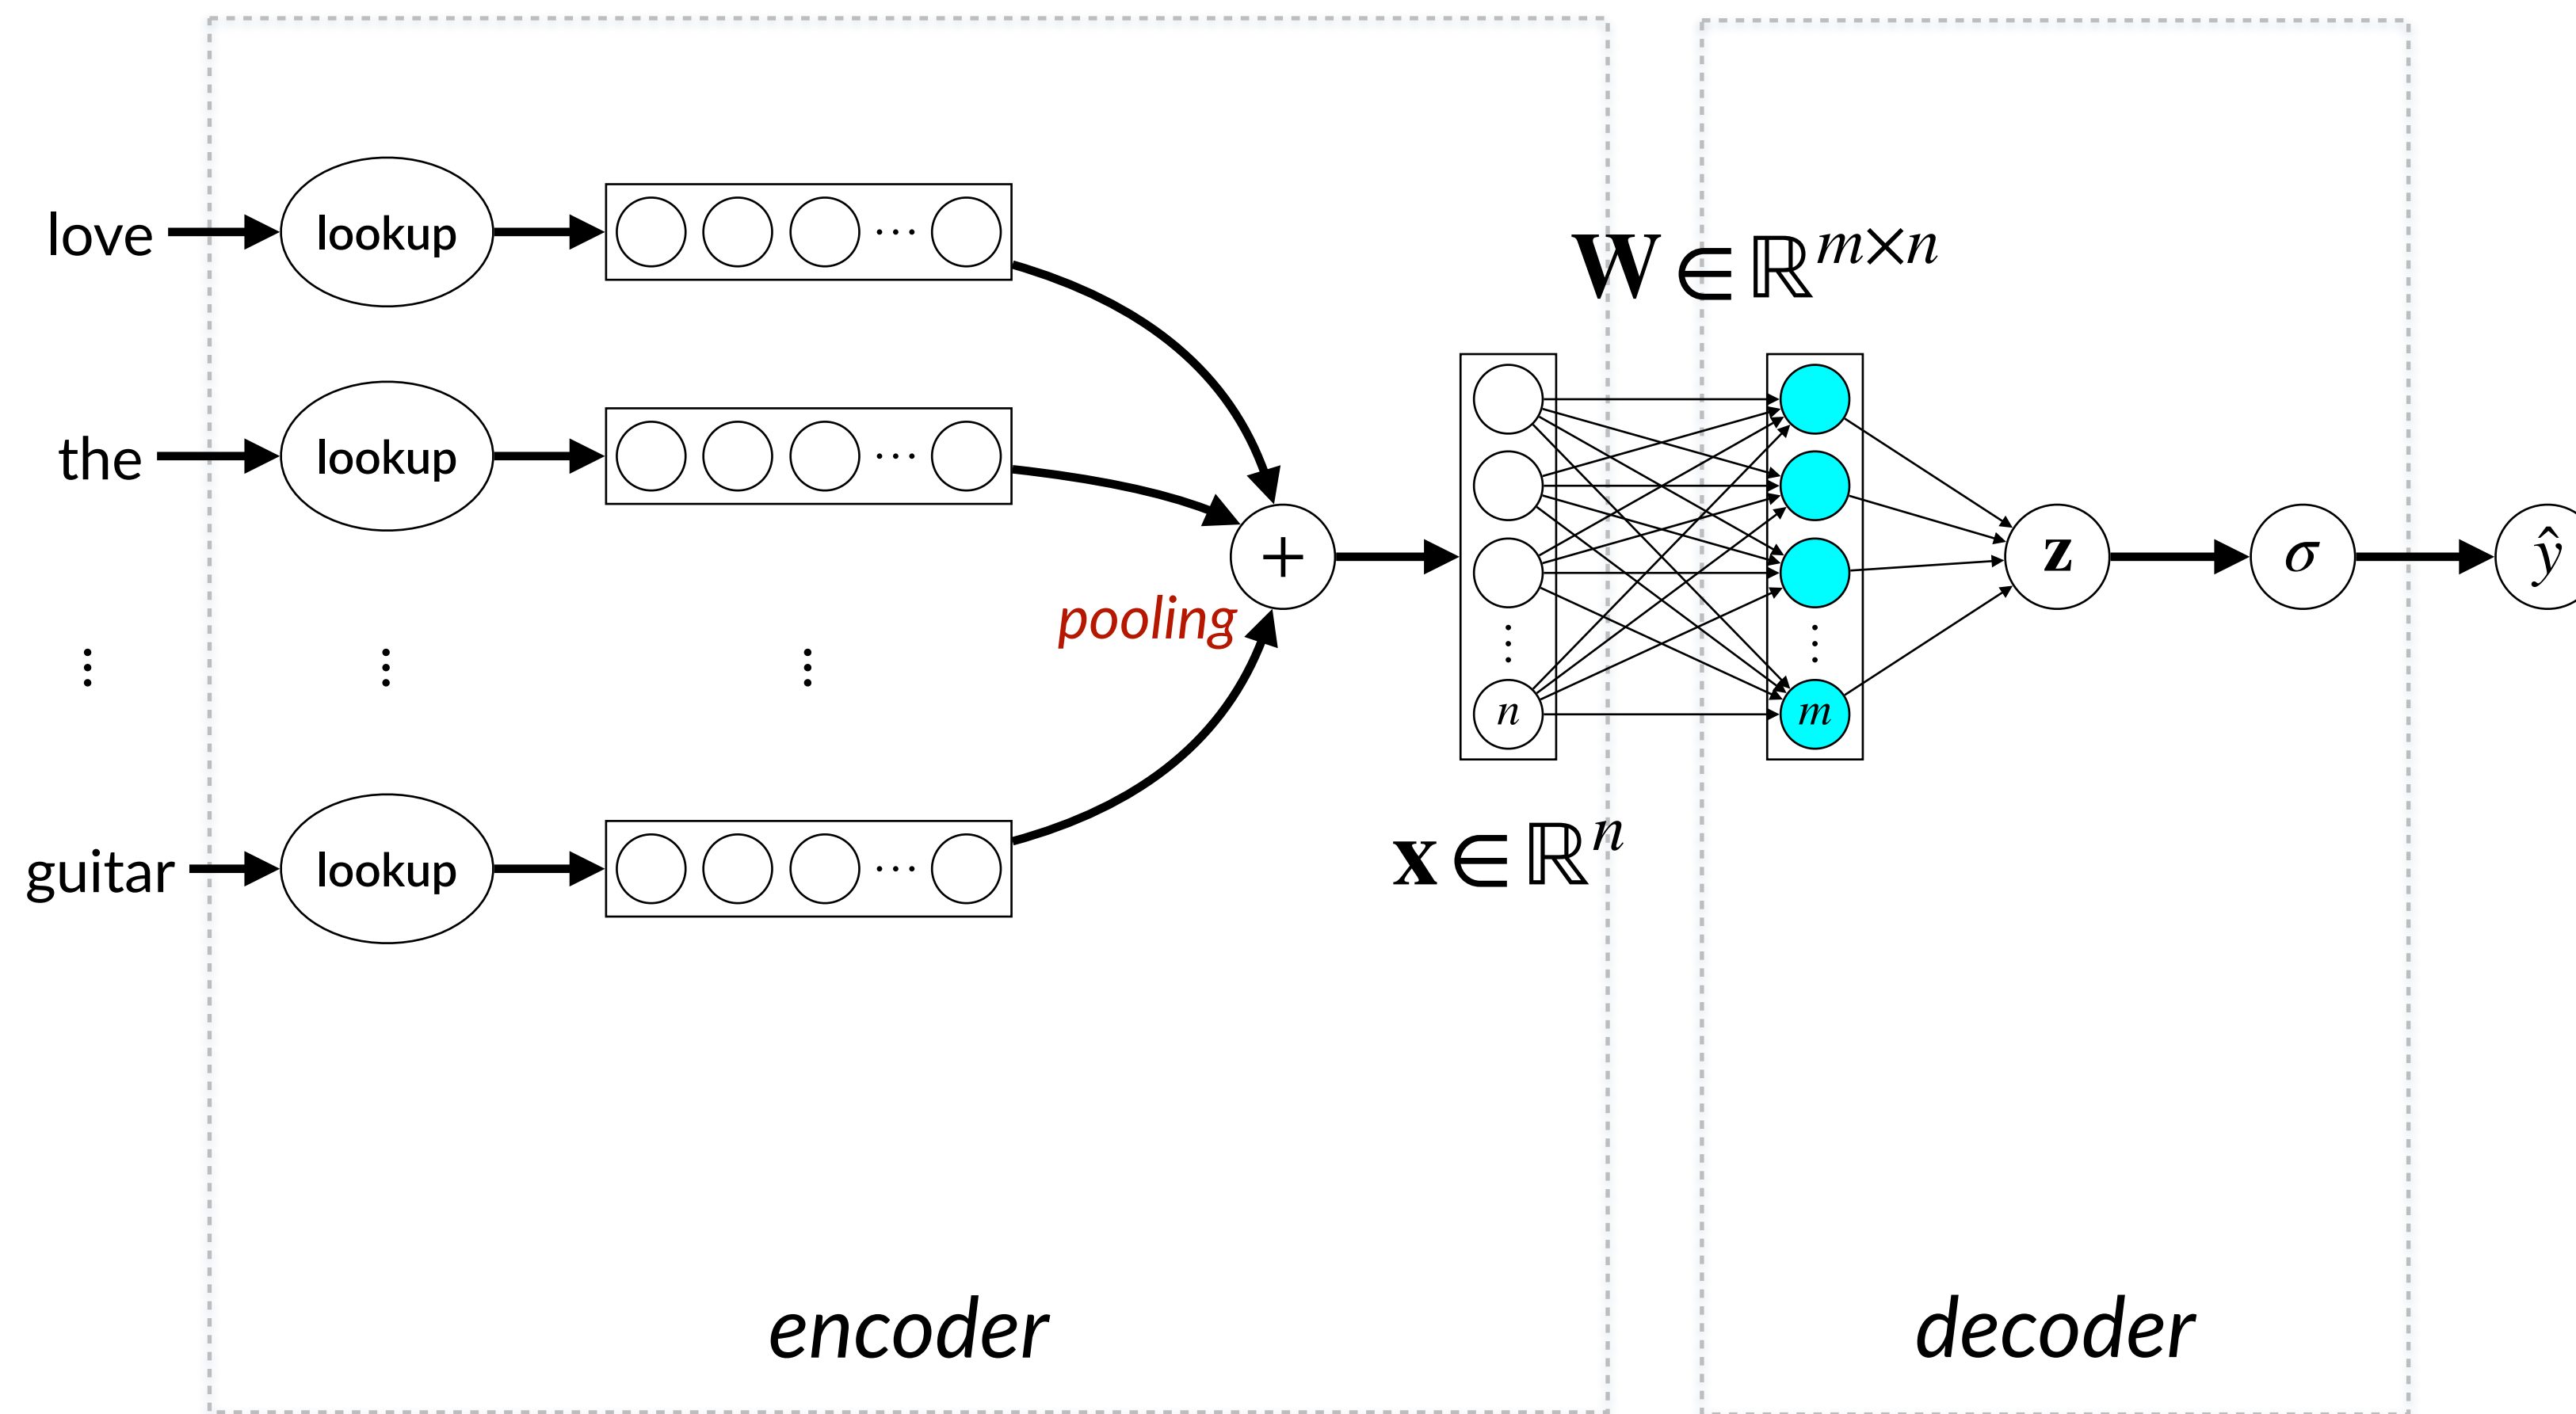 love
lookup
···
the
lookup
···
+
pooling
⋮
⋮
⋮
guitar
lookup
···
W ∈ ℝ^{m×n}
⋮
n
⋮
m
x ∈ ℝ^n
z
σ
ŷ
encoder
decoder